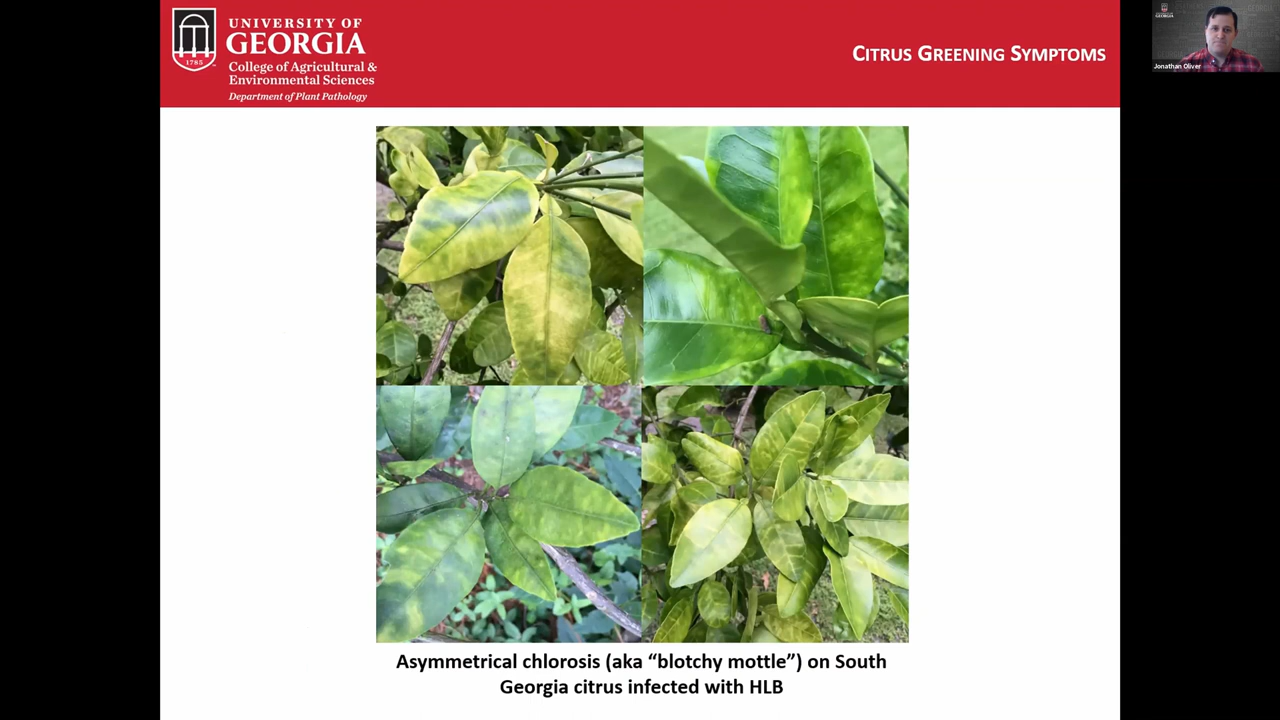 UNIVERSITY OF
GEORGIA
College of Agricultural &
Environmental Sciences
Department of Plant Pathology
1785
CITRUS GREENING SYMPTOMS
Jonathan Oliver
Asymmetrical chlorosis (aka “blotchy mottle”) on South
Georgia citrus infected with HLB